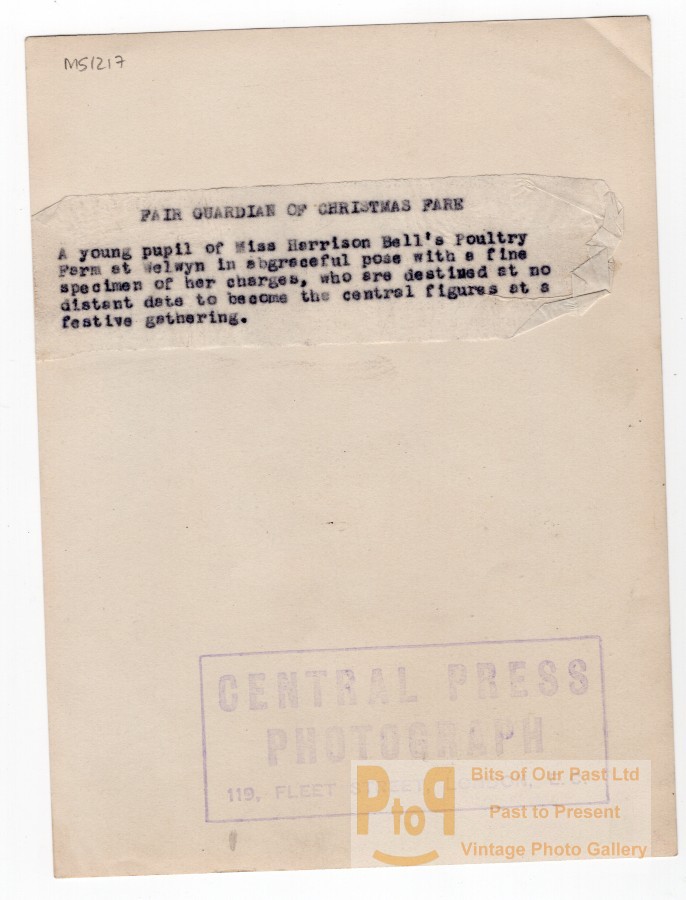 MS1217
FAIR GUARDIAN OF CHRISTMAS FARE
A young pupil of Miss Harrison Bell's Poultry
Farm at Welwyn in abgraceful pose with a fine
specimen of her charges, who are destined at no
distant date to become the central figures at a
festive gathering.
CENTRAL PRESS
PHOTOGRAPH
119, FLEET STREET, LONDON, E.C.
PtoP
Bits of Our Past Ltd
Past to Present
Vintage Photo Gallery